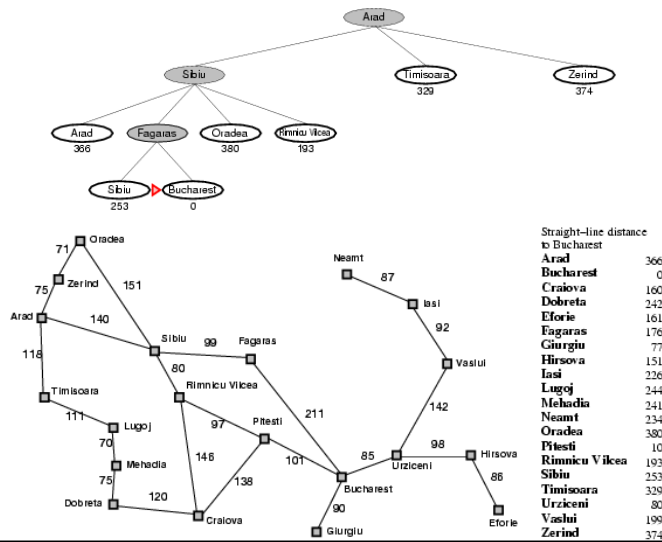 Arad
Sibiu
Timisoara
Zerind
329
374
Arad
Fagaras
Oradea
Rimnicu Vilcea
366
380
193
Sibiu
Bucharest
253
0
Straight–line distance
to Bucharest
Arad 366
Bucharest 0
Craiova 160
Dobreta 242
Eforie 161
Fagaras 176
Giurgiu 77
Hirsova 151
Iasi 226
Lugoj 244
Mehadia 241
Neamt 234
Oradea 380
Pitesti 10
Rimnicu Vilcea 193
Sibiu 253
Timisoara 329
Urziceni 80
Vaslui 199
Zerind 374
Oradea
71
Neamt
Zerind
87
75
151
Iasi
Arad
140
92
Sibiu
99
Fagaras
118
80
Vaslui
Rimnicu Vilcea
Timisoara
211
142
111
Lugoj
97
Pitesti
70
98
Hirsova
146
85
Mehadia
101
Urziceni
75
138
86
120
Bucharest
Dobreta
90
Craiova
Eforie
Giurgiu